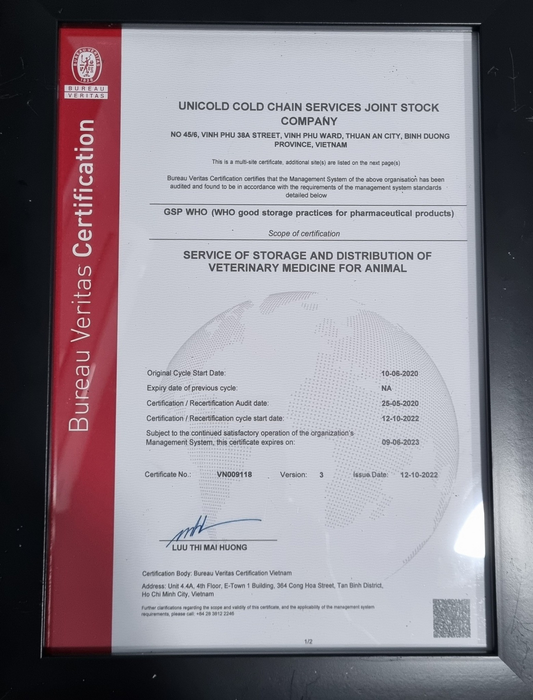 BUREAU VERITAS
1828
BUREAU
VERITAS
Bureau Veritas Certification
UNICOLD COLD CHAIN SERVICES JOINT STOCK
COMPANY
NO 45/6, VINH PHU 38A STREET, VINH PHU WARD, THUAN AN CITY, BINH DUONG
PROVINCE, VIETNAM
This is a multi-site certificate, additional site(s) are listed on the next page(s)
Bureau Veritas Certification certifies that the Management System of the above organisation has been
audited and found to be in accordance with the requirements of the management system standards
detailed below
GSP WHO (WHO good storage practices for pharmaceutical products)
Scope of certification
SERVICE OF STORAGE AND DISTRIBUTION OF
VETERINARY MEDICINE FOR ANIMAL
Original Cycle Start Date: 10-06-2020
Expiry date of previous cycle: NA
Certification / Recertification Audit date: 25-05-2020
Certification / Recertification cycle start date: 12-10-2022
Subject to the continued satisfactory operation of the organization's
Management System, this certificate expires on: 09-06-2023
Certificate No.: VN009118 Version: 3 Issue Date: 12-10-2022
LUU THI MAI HUONG
Certification Body: Bureau Veritas Certification Vietnam
Address: Unit 4.4A, 4th Floor, E-Town 1 Building, 364 Cong Hoa Street, Tan Binh District,
Ho Chi Minh City, Vietnam
Further clarifications regarding the scope and validity of this certificate, and the applicability of the management system
requirements, please call: +84 28 3812 2246
1/2